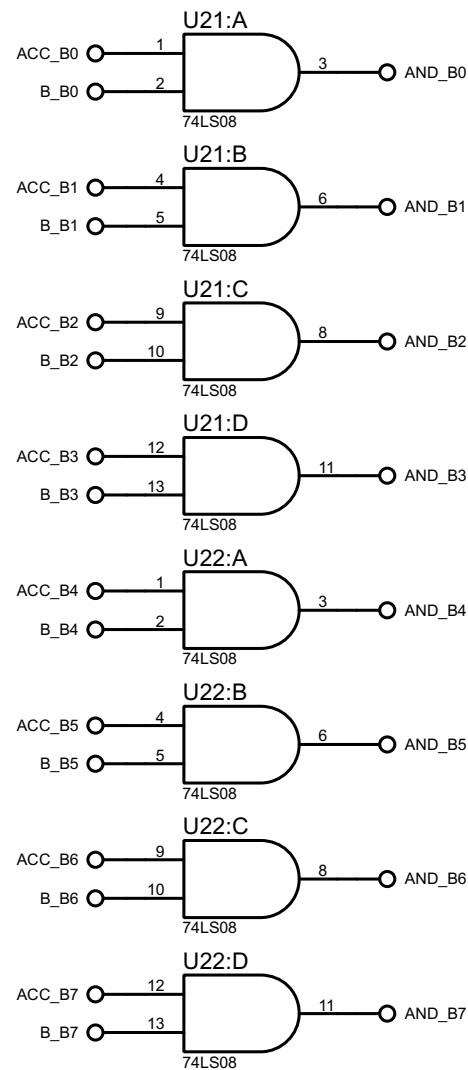 U21:A
ACC_B0 1
3 AND_B0
B_B0 2
74LS08
U21:B
ACC_B1 4
6 AND_B1
B_B1 5
74LS08
U21:C
ACC_B2 9
8 AND_B2
B_B2 10
74LS08
U21:D
ACC_B3 12
11 AND_B3
B_B3 13
74LS08
U22:A
ACC_B4 1
3 AND_B4
B_B4 2
74LS08
U22:B
ACC_B5 4
6 AND_B5
B_B5 5
74LS08
U22:C
ACC_B6 9
8 AND_B6
B_B6 10
74LS08
U22:D
ACC_B7 12
11 AND_B7
B_B7 13
74LS08